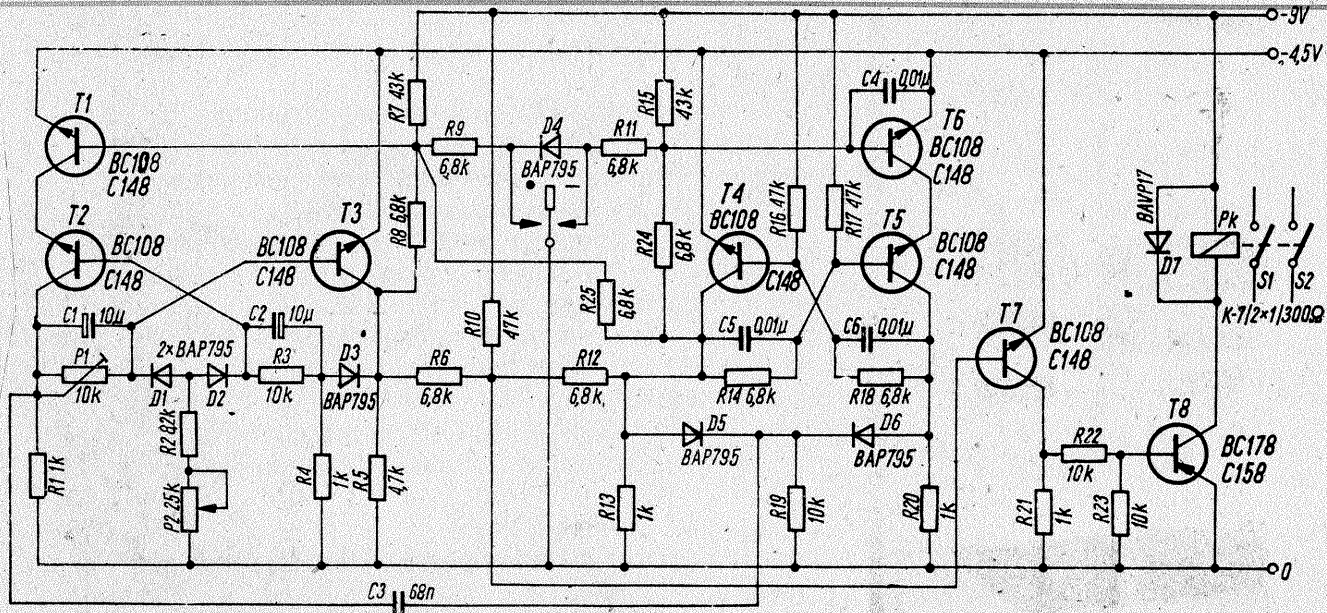 -9V
-4,5V
T1
BC108
C148
R7 43k
R9
6,8k
D4
BAP795
R11
6,8k
R15
43k
C4
0,01µ
T6
BC108
C148
T2
BC108
C148
T3
BC108
C148
R8 6,8k
R24
6,8k
R25
6,8k
T4
BC108
C148
R16 47k
R17 47k
T5
BC108
C148
BAVP17
D7
Pk
S1
S2
K-7/2×1/300Ω
C1
10µ
C2
10µ
R10
47k
C5
0,01µ
C6
0,01µ
T7
BC108
C148
P1
10k
2×BAP795
D1
D2
R3
10k
D3
BAP795
R6
6,8k
R12
6,8k
R14 6,8k
R18 6,8k
R2 8,2k
D5
BAP795
D6
BAP795
T8
BC178
C158
R22
10k
R1 1k
P2 25k
R4
1k
R5
4,7k
R13
1k
R19
10k
R20
1k
R21
1k
R23
10k
0
C3
68n